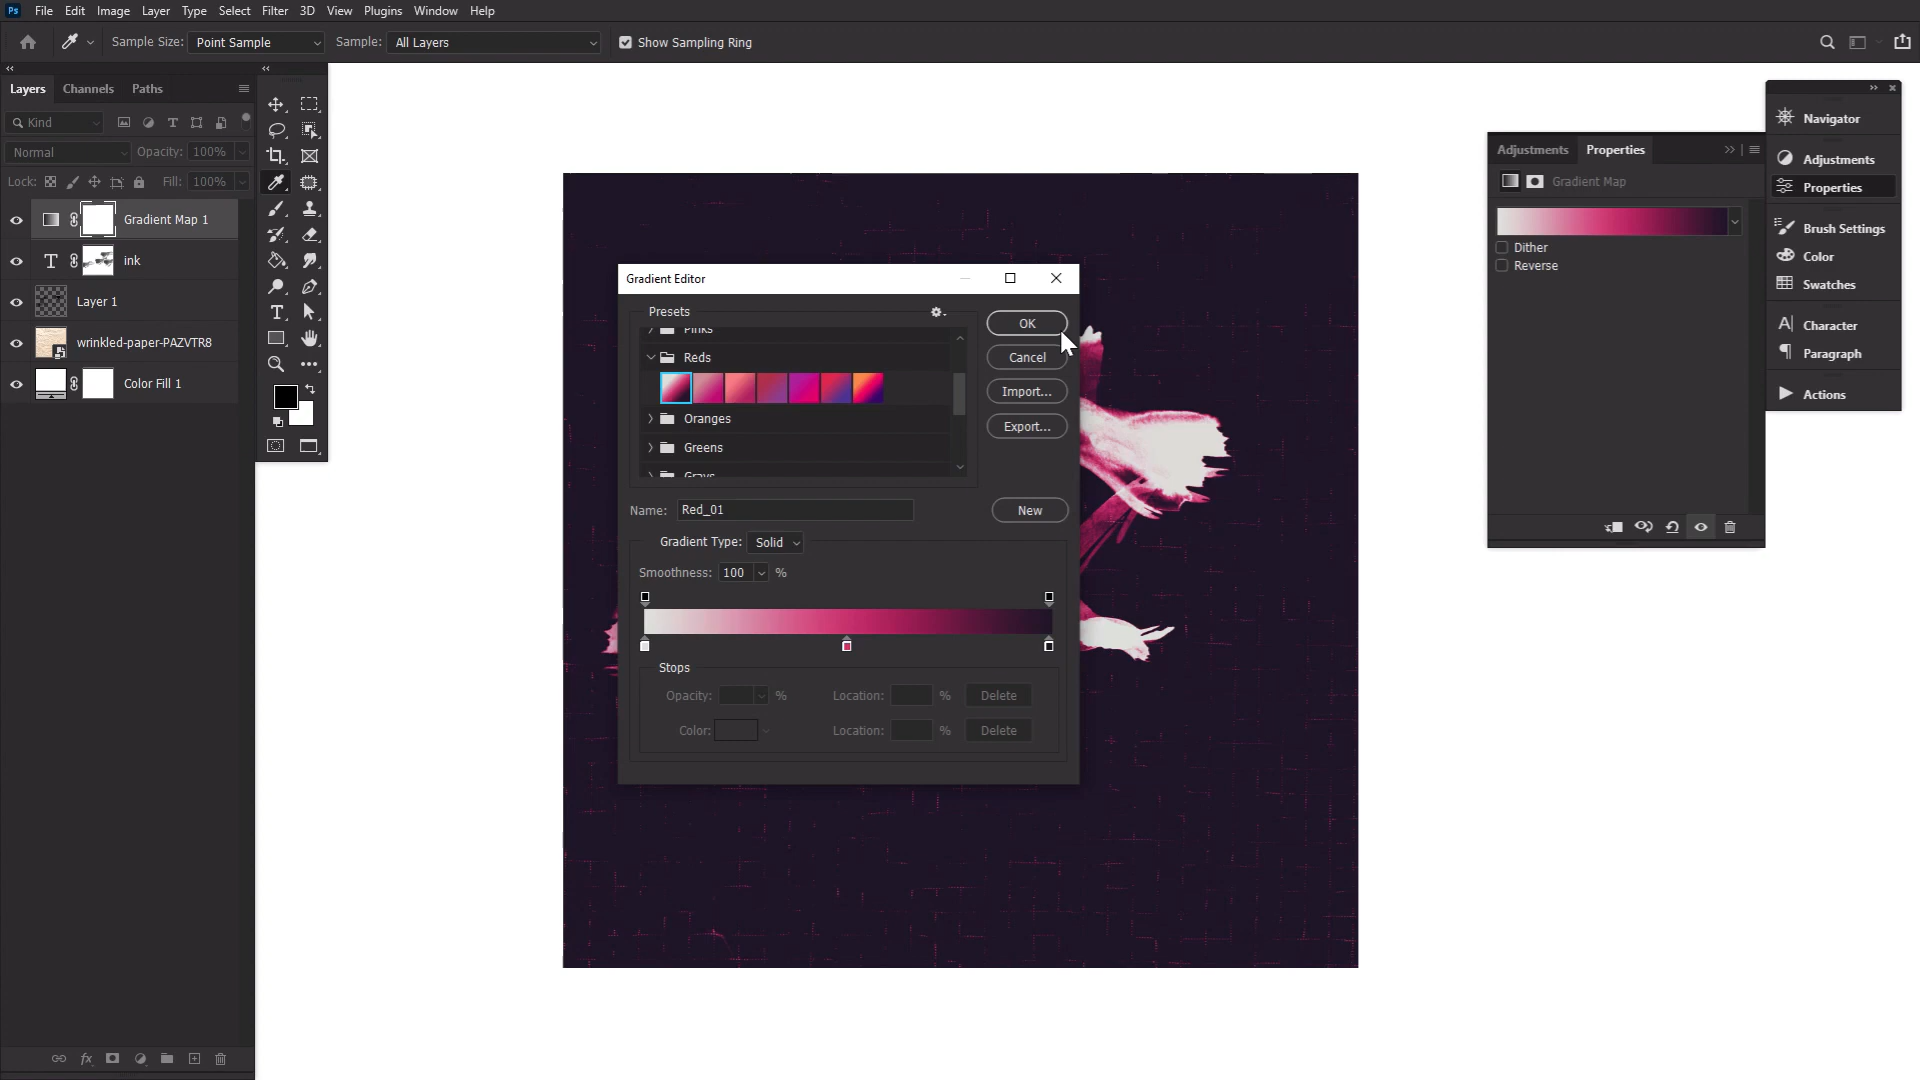 Ps File Edit Image Layer Type Select Filter 3D View Plugins Window Help
Sample Size: Point Sample Sample: All Layers Show Sampling Ring
Layers Channels Paths
Kind
Normal Opacity: 100%
Lock: Fill: 100%
Gradient Map 1
ink
Layer 1
wrinkled-paper-PAZVTR8
Color Fill 1
Gradient Editor
Presets
Pinks
Reds
Oranges
Greens
Grays
OK
Cancel
Import...
Export...
Name: Red_01 New
Gradient Type: Solid
Smoothness: 100 %
Stops
Opacity: % Location: % Delete
Color: Location: % Delete
Adjustments Properties
Gradient Map
Dither
Reverse
Navigator
Adjustments
Properties
Brush Settings
Color
Swatches
Character
Paragraph
Actions